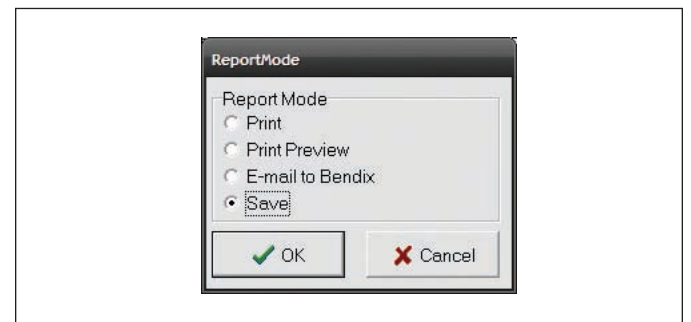 ReportMode
Report Mode
Print
Print Preview
E-mail to Bendix
Save
OK
Cancel